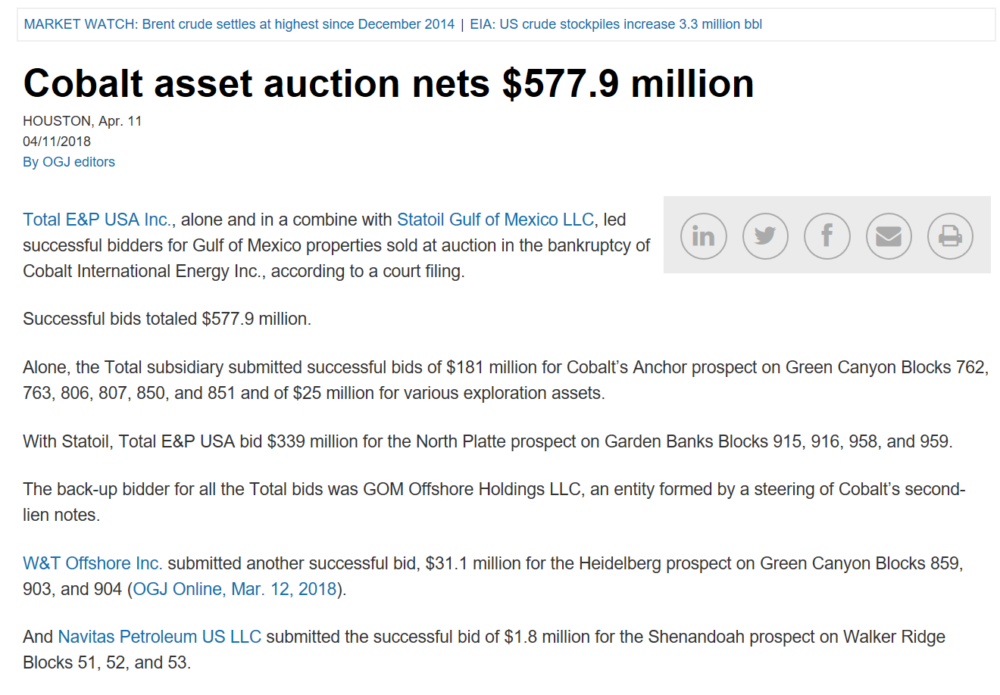 MARKET WATCH: Brent crude settles at highest since December 2014 | EIA: US crude stockpiles increase 3.3 million bbl
Cobalt asset auction nets $577.9 million
HOUSTON, Apr. 11
04/11/2018
By OGJ editors
Total E&P USA Inc., alone and in a combine with Statoil Gulf of Mexico LLC, led
successful bidders for Gulf of Mexico properties sold at auction in the bankruptcy of
Cobalt International Energy Inc., according to a court filing.
in f
Successful bids totaled $577.9 million.
Alone, the Total subsidiary submitted successful bids of $181 million for Cobalt’s Anchor prospect on Green Canyon Blocks 762,
763, 806, 807, 850, and 851 and of $25 million for various exploration assets.
With Statoil, Total E&P USA bid $339 million for the North Platte prospect on Garden Banks Blocks 915, 916, 958, and 959.
The back-up bidder for all the Total bids was GOM Offshore Holdings LLC, an entity formed by a steering of Cobalt’s second-
lien notes.
W&T Offshore Inc. submitted another successful bid, $31.1 million for the Heidelberg prospect on Green Canyon Blocks 859,
903, and 904 (OGJ Online, Mar. 12, 2018).
And Navitas Petroleum US LLC submitted the successful bid of $1.8 million for the Shenandoah prospect on Walker Ridge
Blocks 51, 52, and 53.